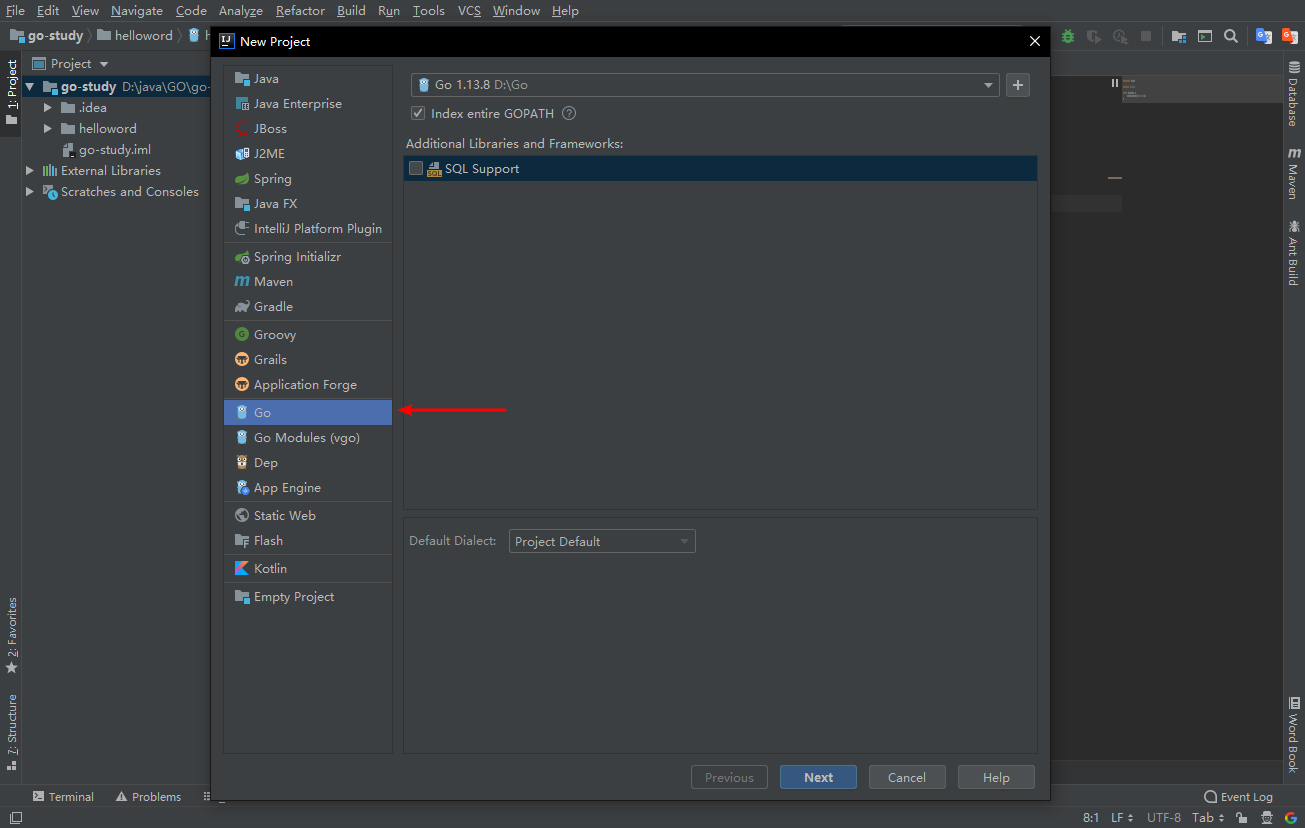 File Edit View Navigate Code Analyze Refactor Build Run Tools VCS Window Help
go-study helloword h
New Project
1: Project
Project
go-study D:\java\GO\go-
.idea
helloword
go-study.iml
External Libraries
Scratches and Consoles
Java
Java Enterprise
JBoss
J2ME
Spring
Java FX
IntelliJ Platform Plugin
Spring Initializr
Maven
Gradle
Groovy
Grails
Application Forge
Go
Go Modules (vgo)
Dep
App Engine
Static Web
Flash
Kotlin
Empty Project
Go 1.13.8 D:\Go
Index entire GOPATH
Additional Libraries and Frameworks:
SQL Support
Default Dialect: Project Default
Previous Next Cancel Help
Database
Maven
Ant Build
Word Book
2: Favorites
7: Structure
Terminal Problems
Event Log
8:1 LF UTF-8 Tab